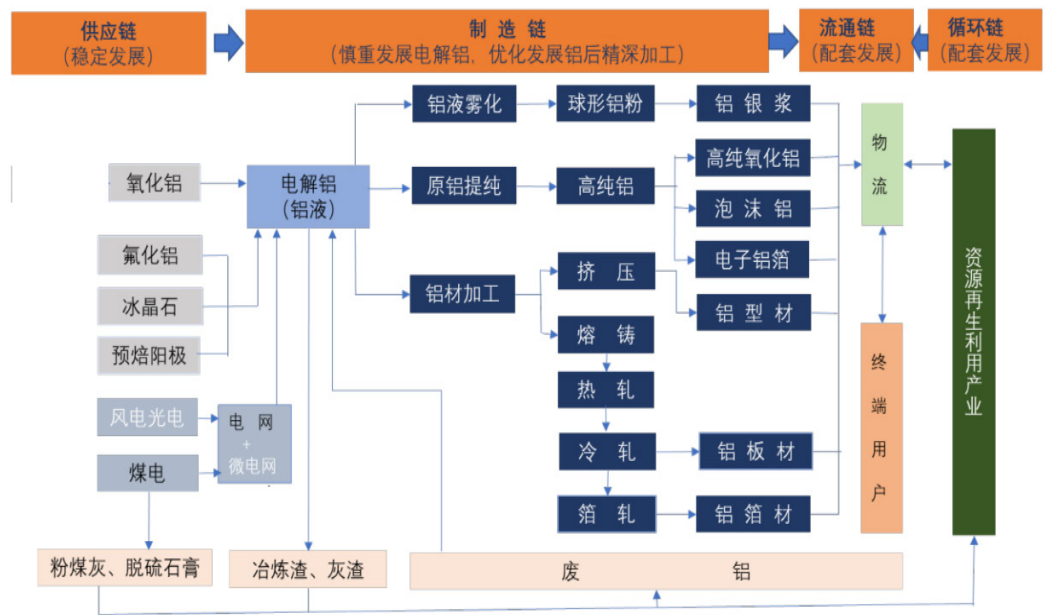 供应链
(稳定发展)
制 造 链
(慎重发展电解铝, 优化发展铝后精深加工)
流通链
(配套发展)
循环链
(配套发展)
铝液雾化
球形铝粉
铝 银 浆
氧化铝
电解铝
(铝液)
原铝提纯
高纯铝
高纯氧化铝
泡 沫 铝
电子铝箔
氟化铝
冰晶石
预焙阳极
铝材加工
挤 压
铝 型 材
熔 铸
热 轧
冷 轧
铝 板 材
箔 轧
铝 箔 材
风电光电
煤电
电 网
+
微电网
物流
终端用户
资源再生利用产业
粉煤灰、脱硫石膏
冶炼渣、灰渣
废 铝